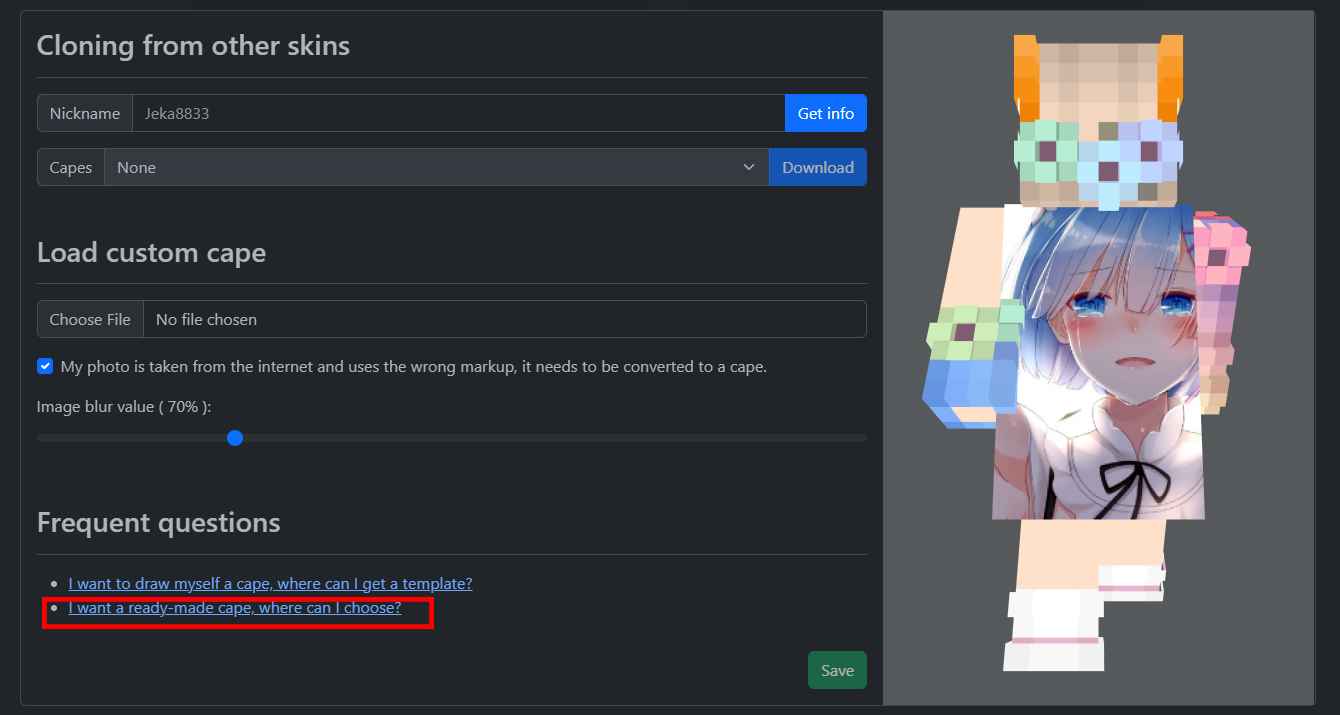 Cloning from other skins
Nickname Jeka8833 Get info
Capes None Download
Load custom cape
Choose File No file chosen
My photo is taken from the internet and uses the wrong markup, it needs to be converted to a cape.
Image blur value ( 70% ):
Frequent questions
I want to draw myself a cape, where can I get a template?
I want a ready-made cape, where can I choose?
Save